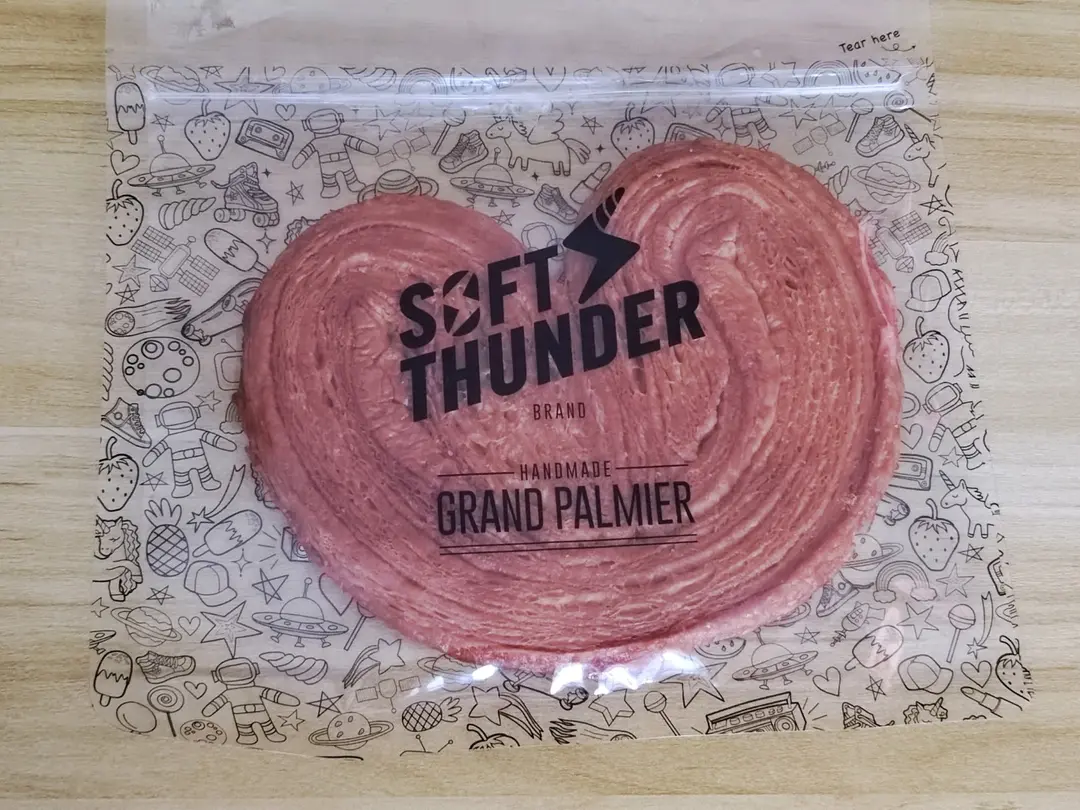 Tear here
SOFT
THUNDER
BRAND
HANDMADE
GRAND PALMIER